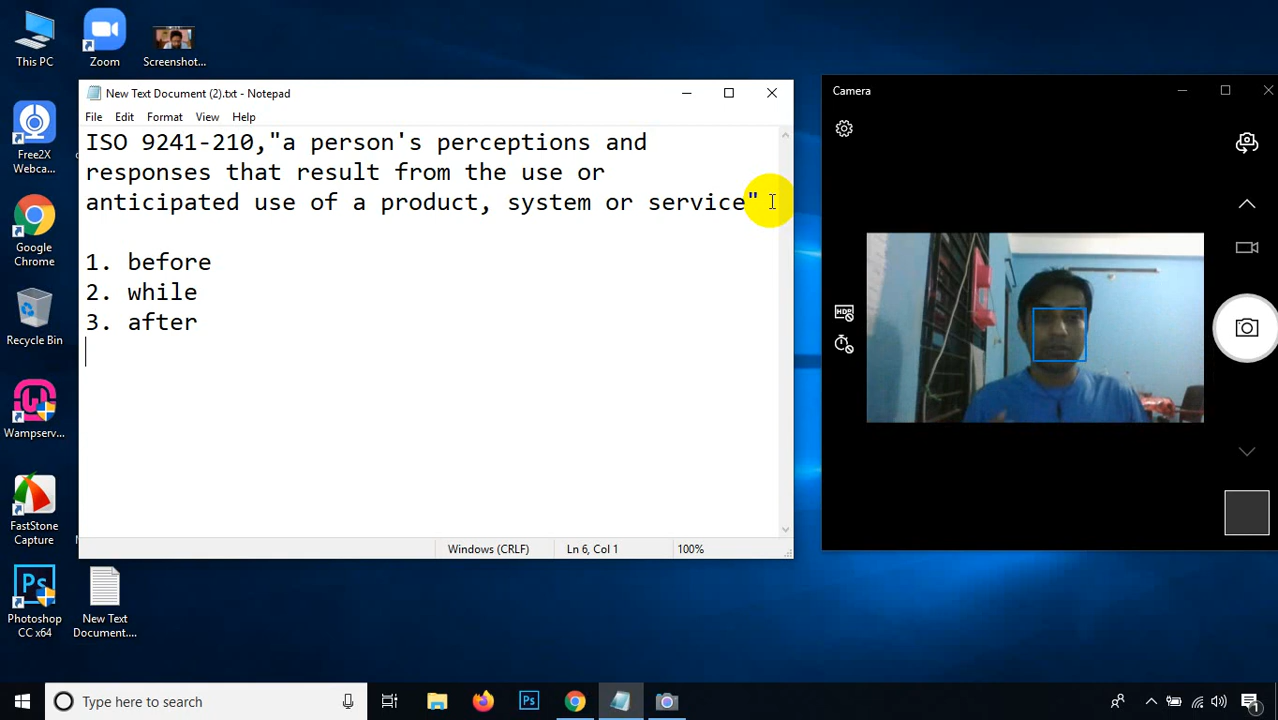 This PC
Zoom
Screenshot...
Free2X
Webca...
Google
Chrome
Recycle Bin
Wampserv...
FastStone
Capture
Photoshop
CC x64
New Text
Document....
New Text Document (2).txt - Notepad
File Edit Format View Help
ISO 9241-210,"a person's perceptions and
responses that result from the use or
anticipated use of a product, system or service"
1. before
2. while
3. after
Windows (CRLF) Ln 6, Col 1 100%
Camera
HDR
Type here to search
Ps
1